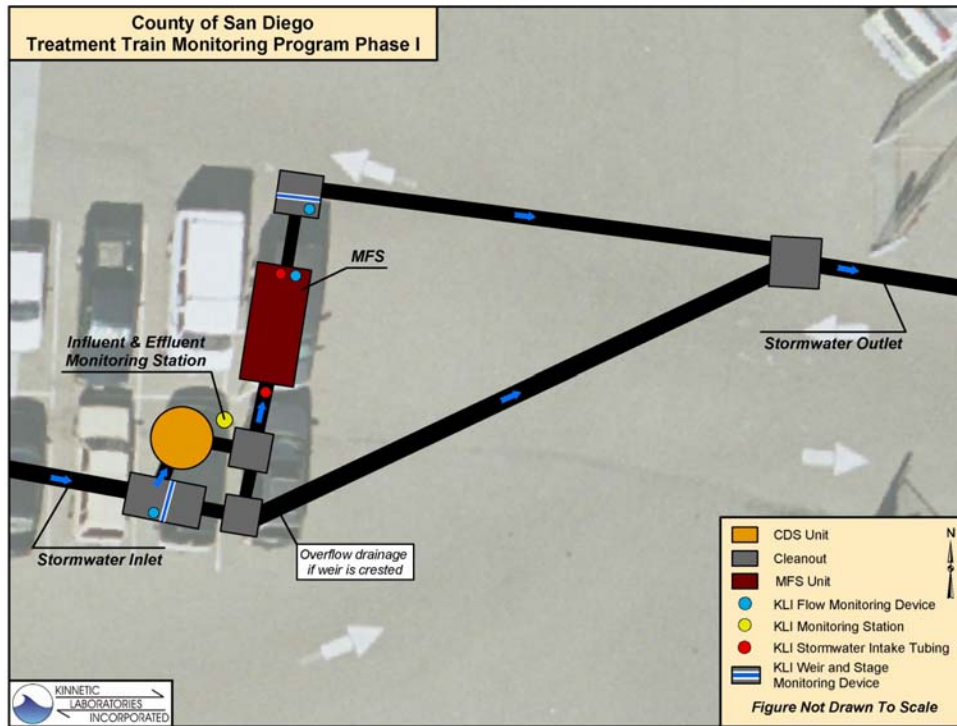 County of San Diego
Treatment Train Monitoring Program Phase I
MFS
Influent & Effluent
Monitoring Station
Stormwater Outlet
Stormwater Inlet
Overflow drainage
if weir is crested
CDS Unit
Cleanout
MFS Unit
KLI Flow Monitoring Device
KLI Monitoring Station
KLI Stormwater Intake Tubing
KLI Weir and Stage
Monitoring Device
N
Figure Not Drawn To Scale
KINNETIC
LABORATORIES
INCORPORATED